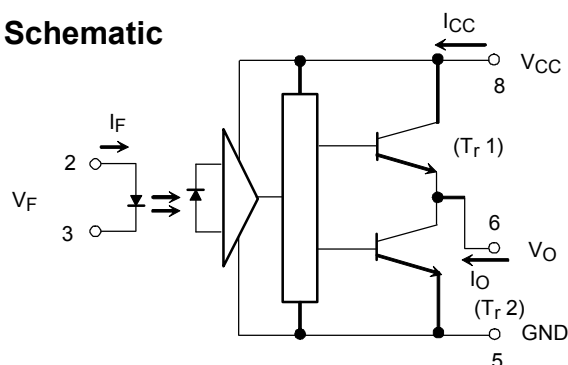 Schematic
ICC
VCC
8
IF
2
(Tr 1)
VF
3
6
VO
IO
(Tr 2)
GND
5